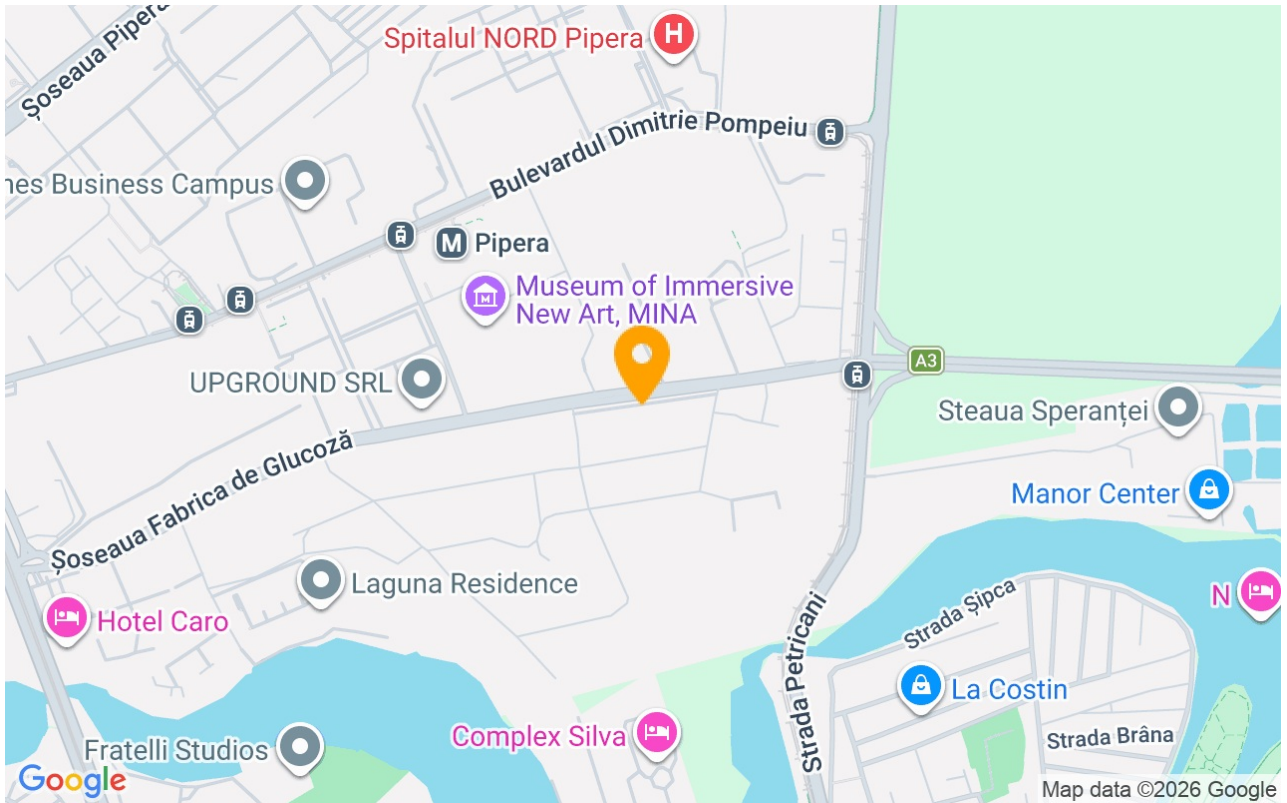 Șoseaua Pipera
Spitalul NORD Pipera
H
Bulevardul Dimitrie Pompeiu
nes Business Campus
M Pipera
Museum of Immersive
New Art, MINA
A3
UPGROUND SRL
Steaua Speranței
Șoseaua Fabrica de Glucoză
Manor Center
Laguna Residence
Hotel Caro
N
Strada Șipca
Strada Petricani
La Costin
Complex Silva
Strada Brâna
Fratelli Studios
Google
Map data ©2026 Google